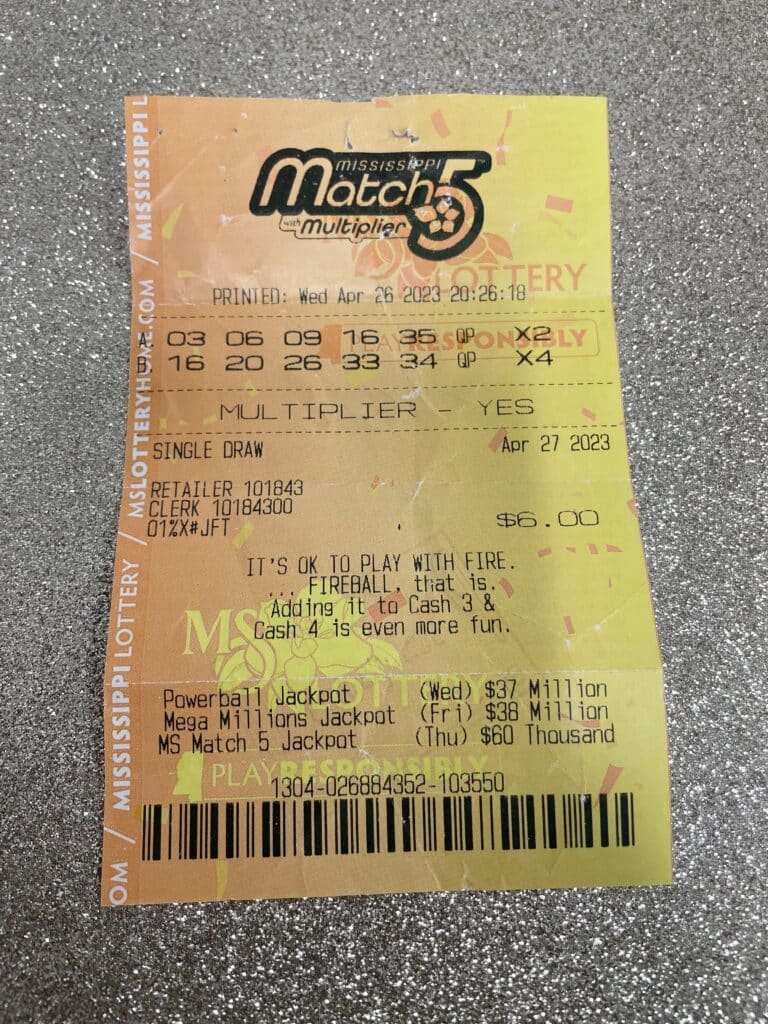 MISSISSIPPI
Match 5
with Multiplier
LOTTERY
PRINTED: Wed Apr 26 2023 20:26:18
A. 03 06 09 16 35 QP X2
PLAY RESPONSIBLY
B. 16 20 26 33 34 QP X4
MULTIPLIER - YES
SINGLE DRAW Apr 27 2023
RETAILER 101843
CLERK 10184300
01%X#JFT $6.00
IT'S OK TO PLAY WITH FIRE.
... FIREBALL, that is.
Adding it to Cash 3 &
Cash 4 is even more fun.
MS
LOTTERY
Powerball Jackpot (Wed) $37 Million
Mega Millions Jackpot (Fri) $38 Million
MS Match 5 Jackpot (Thu) $60 Thousand
PLAY RESPONSIBLY
1304-026884352-103550
OM / MISSISSIPPI LOTTERY / MSLOTTERYHOME.COM / MISSISSIPPI L